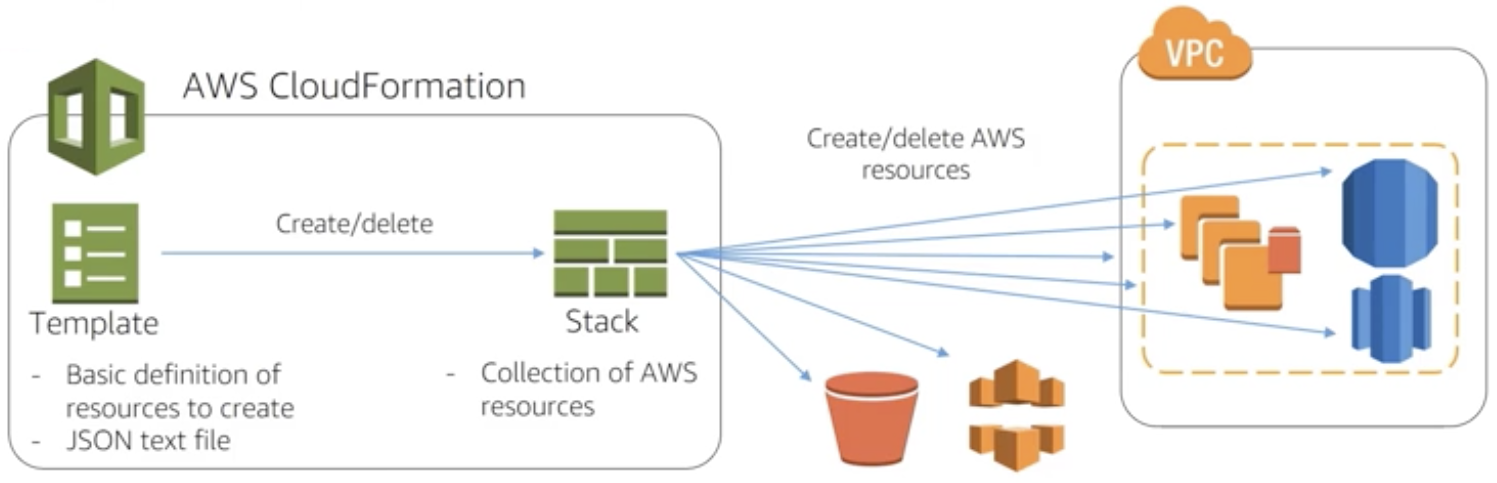 AWS CloudFormation
Create/delete
Template
- Basic definition of
resources to create
- JSON text file
Stack
- Collection of AWS
resources
Create/delete AWS
resources
VPC